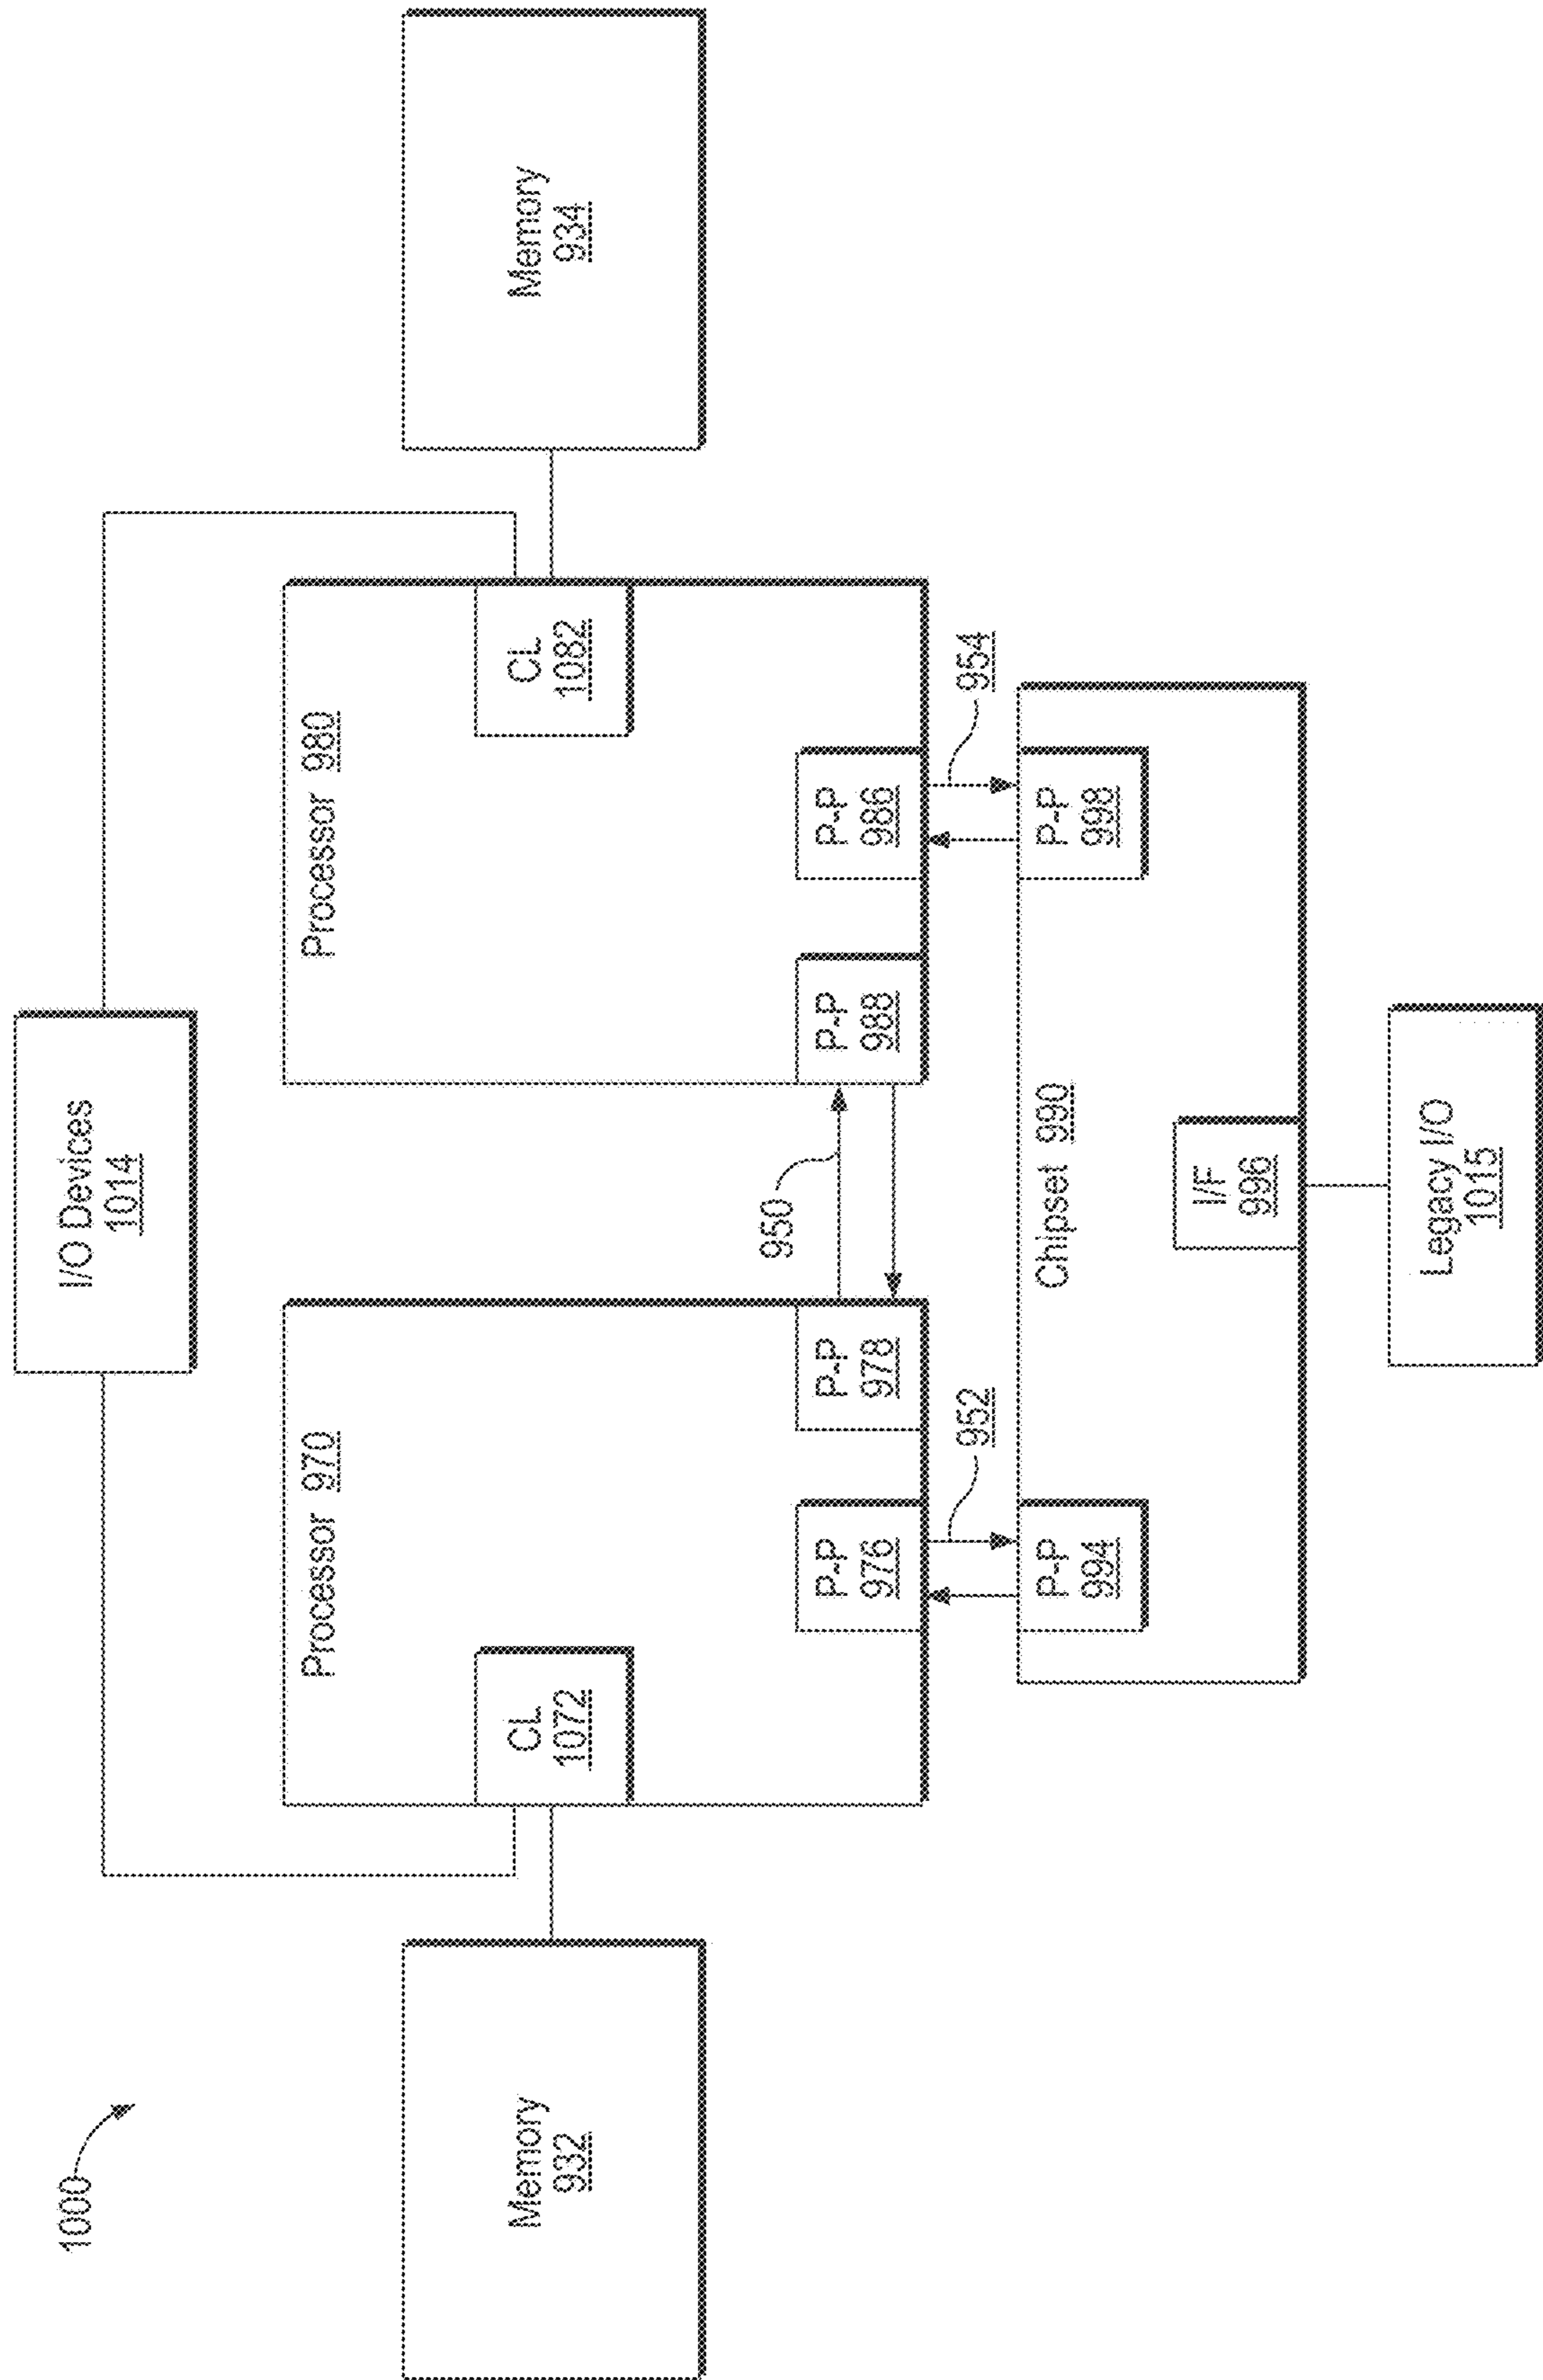 1000
I/O Devices
1014
Processor 970
Processor 980
Memory
932
CL
1072
CL
1082
Memory
934
950
P-P
976
P-P
978
P-P
988
P-P
986
952
954
P-P
994
Chipset 990
P-P
998
I/F
996
Legacy I/O
1015